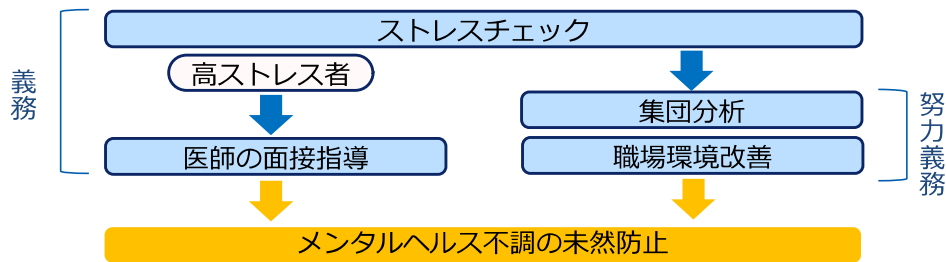 ストレスチェック
義務
高ストレス者
医師の面接指導
集団分析
職場環境改善
努力義務
メンタルヘルス不調の未然防止